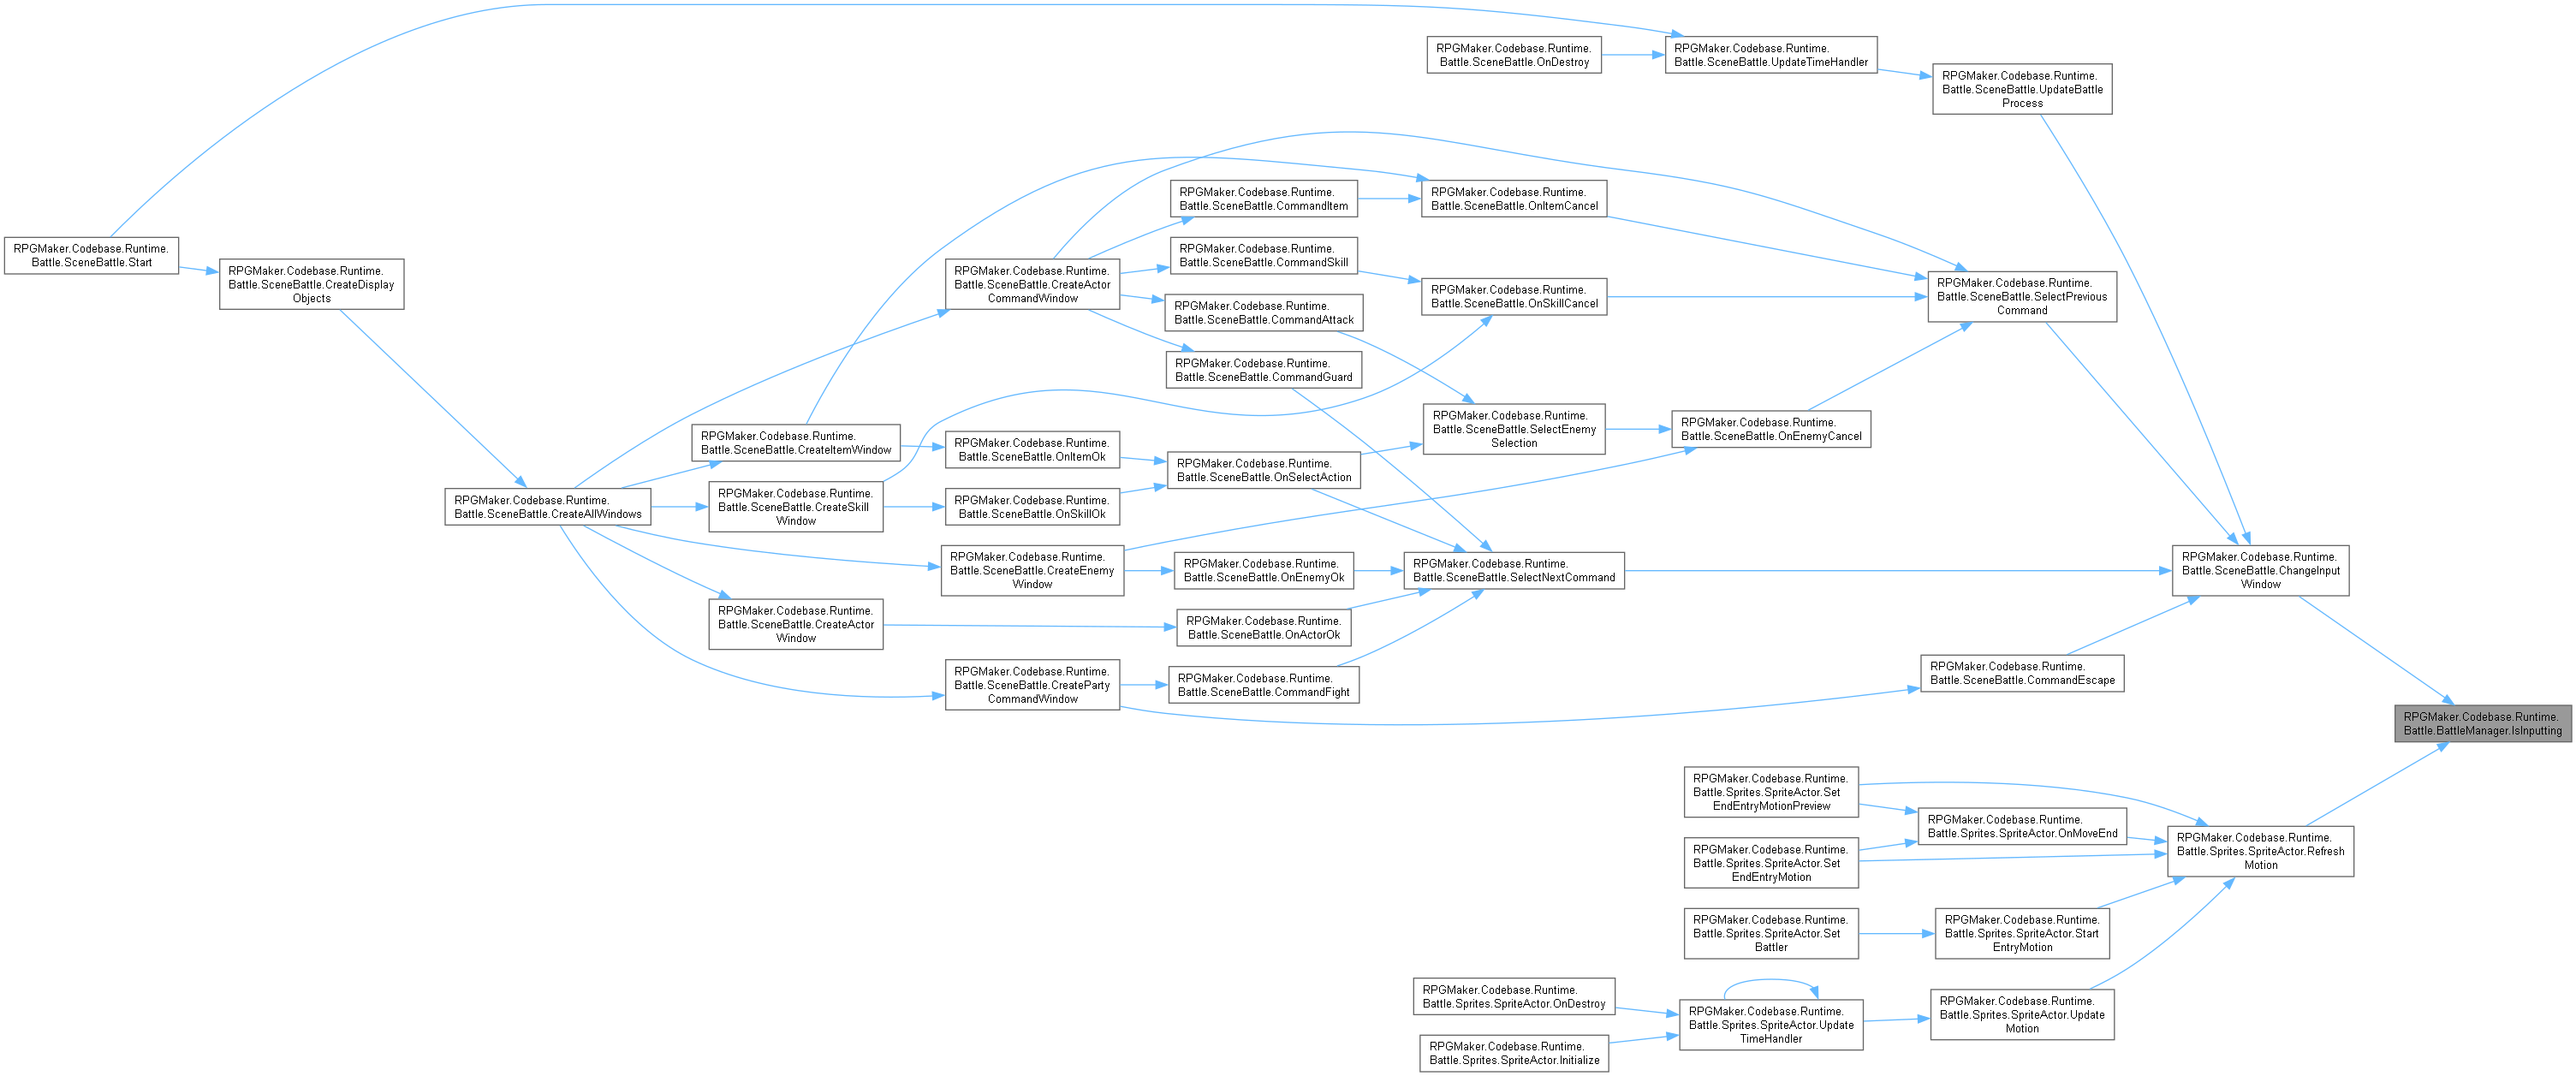 RPGMaker.Codebase.Runtime.
Battle.SceneBattle.OnDestroy
RPGMaker.Codebase.Runtime.
Battle.SceneBattle.UpdateTimeHandler
RPGMaker.Codebase.Runtime.
Battle.SceneBattle.UpdateBattle
Process
RPGMaker.Codebase.Runtime.
Battle.SceneBattle.CommandItem
RPGMaker.Codebase.Runtime.
Battle.SceneBattle.OnItemCancel
RPGMaker.Codebase.Runtime.
Battle.SceneBattle.Start
RPGMaker.Codebase.Runtime.
Battle.SceneBattle.CreateDisplay
Objects
RPGMaker.Codebase.Runtime.
Battle.SceneBattle.CreateActor
CommandWindow
RPGMaker.Codebase.Runtime.
Battle.SceneBattle.CommandSkill
RPGMaker.Codebase.Runtime.
Battle.SceneBattle.OnSkillCancel
RPGMaker.Codebase.Runtime.
Battle.SceneBattle.SelectPrevious
Command
RPGMaker.Codebase.Runtime.
Battle.SceneBattle.CommandAttack
RPGMaker.Codebase.Runtime.
Battle.SceneBattle.CommandGuard
RPGMaker.Codebase.Runtime.
Battle.SceneBattle.SelectEnemy
Selection
RPGMaker.Codebase.Runtime.
Battle.SceneBattle.OnEnemyCancel
RPGMaker.Codebase.Runtime.
Battle.SceneBattle.CreateItemWindow
RPGMaker.Codebase.Runtime.
Battle.SceneBattle.OnItemOk
RPGMaker.Codebase.Runtime.
Battle.SceneBattle.OnSelectAction
RPGMaker.Codebase.Runtime.
Battle.SceneBattle.CreateAllWindows
RPGMaker.Codebase.Runtime.
Battle.SceneBattle.CreateSkill
Window
RPGMaker.Codebase.Runtime.
Battle.SceneBattle.OnSkillOk
RPGMaker.Codebase.Runtime.
Battle.SceneBattle.CreateEnemy
Window
RPGMaker.Codebase.Runtime.
Battle.SceneBattle.OnEnemyOk
RPGMaker.Codebase.Runtime.
Battle.SceneBattle.SelectNextCommand
RPGMaker.Codebase.Runtime.
Battle.SceneBattle.ChangeInput
Window
RPGMaker.Codebase.Runtime.
Battle.SceneBattle.CreateActor
Window
RPGMaker.Codebase.Runtime.
Battle.SceneBattle.OnActorOk
RPGMaker.Codebase.Runtime.
Battle.SceneBattle.CreateParty
CommandWindow
RPGMaker.Codebase.Runtime.
Battle.SceneBattle.CommandFight
RPGMaker.Codebase.Runtime.
Battle.SceneBattle.CommandEscape
RPGMaker.Codebase.Runtime.
Battle.BattleManager.IsInputting
RPGMaker.Codebase.Runtime.
Battle.Sprites.SpriteActor.Set
EndEntryMotionPreview
RPGMaker.Codebase.Runtime.
Battle.Sprites.SpriteActor.OnMoveEnd
RPGMaker.Codebase.Runtime.
Battle.Sprites.SpriteActor.Refresh
Motion
RPGMaker.Codebase.Runtime.
Battle.Sprites.SpriteActor.Set
EndEntryMotion
RPGMaker.Codebase.Runtime.
Battle.Sprites.SpriteActor.Set
Battler
RPGMaker.Codebase.Runtime.
Battle.Sprites.SpriteActor.Start
EntryMotion
RPGMaker.Codebase.Runtime.
Battle.Sprites.SpriteActor.OnDestroy
RPGMaker.Codebase.Runtime.
Battle.Sprites.SpriteActor.Update
TimeHandler
RPGMaker.Codebase.Runtime.
Battle.Sprites.SpriteActor.Update
Motion
RPGMaker.Codebase.Runtime.
Battle.Sprites.SpriteActor.Initialize